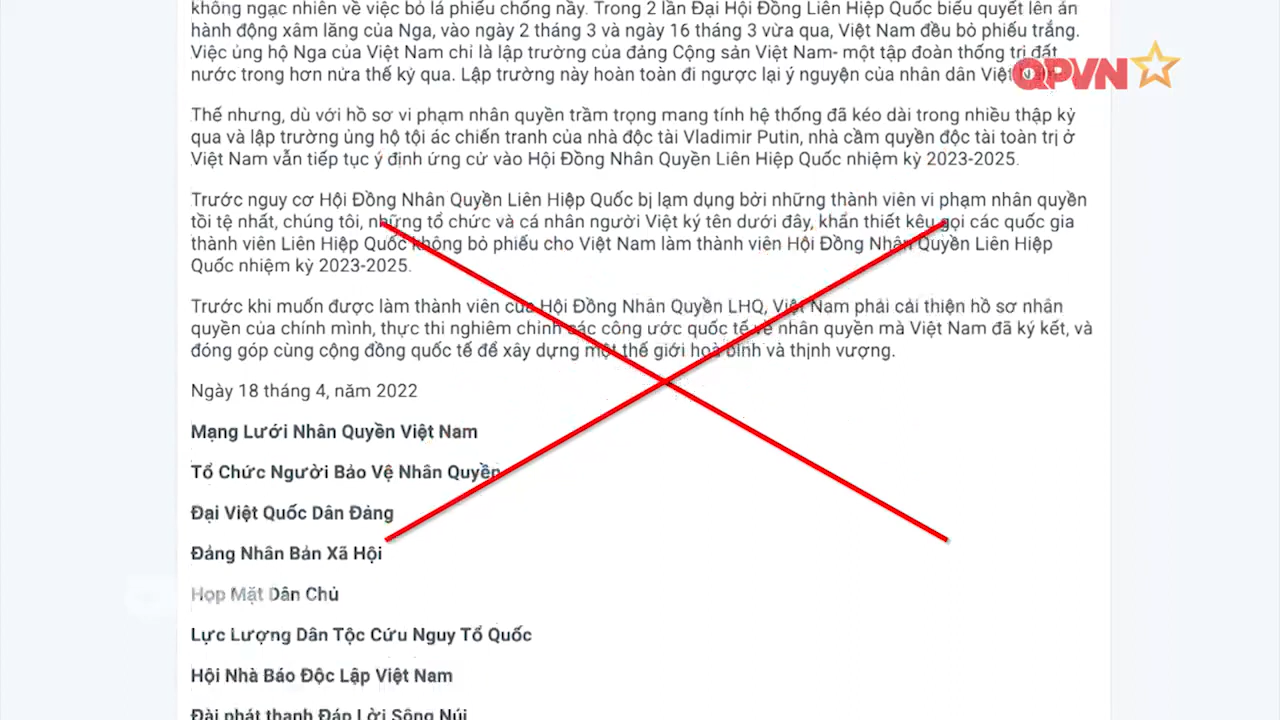 không ngạc nhiên về việc bỏ lá phiếu chống nầy. Trong 2 lần Đại Hội Đồng Liên Hiệp Quốc biểu quyết lên án
hành động xâm lăng của Nga, vào ngày 2 tháng 3 và ngày 16 tháng 3 vừa qua, Việt Nam đều bỏ phiếu trắng.
Việc ủng hộ Nga của Việt Nam chỉ là lập trường của đảng Cộng sản Việt Nam- một tập đoàn thống trị đất
nước trong hơn nửa thế kỷ qua. Lập trường này hoàn toàn đi ngược lại ý nguyện của nhân dân Việt Nam.
QPVN
Thế nhưng, dù với hồ sơ vi phạm nhân quyền trầm trọng mang tính hệ thống đã kéo dài trong nhiều thập kỷ
qua và lập trường ủng hộ tội ác chiến tranh của nhà độc tài Vladimir Putin, nhà cầm quyền độc tài toàn trị ở
Việt Nam vẫn tiếp tục ý định ứng cử vào Hội Đồng Nhân Quyền Liên Hiệp Quốc nhiệm kỳ 2023-2025.
Trước nguy cơ Hội Đồng Nhân Quyền Liên Hiệp Quốc bị lạm dụng bởi những thành viên vi phạm nhân quyền
tồi tệ nhất, chúng tôi, những tổ chức và cá nhân người Việt ký tên dưới đây, khẩn thiết kêu gọi các quốc gia
thành viên Liên Hiệp Quốc không bỏ phiếu cho Việt Nam làm thành viên Hội Đồng Nhân Quyền Liên Hiệp
Quốc nhiệm kỳ 2023-2025.
Trước khi muốn được làm thành viên của Hội Đồng Nhân Quyền LHQ, Việt Nam phải cải thiện hồ sơ nhân
quyền của chính mình, thực thi nghiêm chỉnh các công ước quốc tế về nhân quyền mà Việt Nam đã ký kết, và
đóng góp cùng cộng đồng quốc tế để xây dựng một thế giới hoà bình và thịnh vượng.
Ngày 18 tháng 4, năm 2022
Mạng Lưới Nhân Quyền Việt Nam
Tổ Chức Người Bảo Vệ Nhân Quyền
Đại Việt Quốc Dân Đảng
Đảng Nhân Bản Xã Hội
Họp Mặt Dân Chủ
Lực Lượng Dân Tộc Cứu Nguy Tổ Quốc
Hội Nhà Báo Độc Lập Việt Nam
Đài phát thanh Đáp Lời Sông Núi